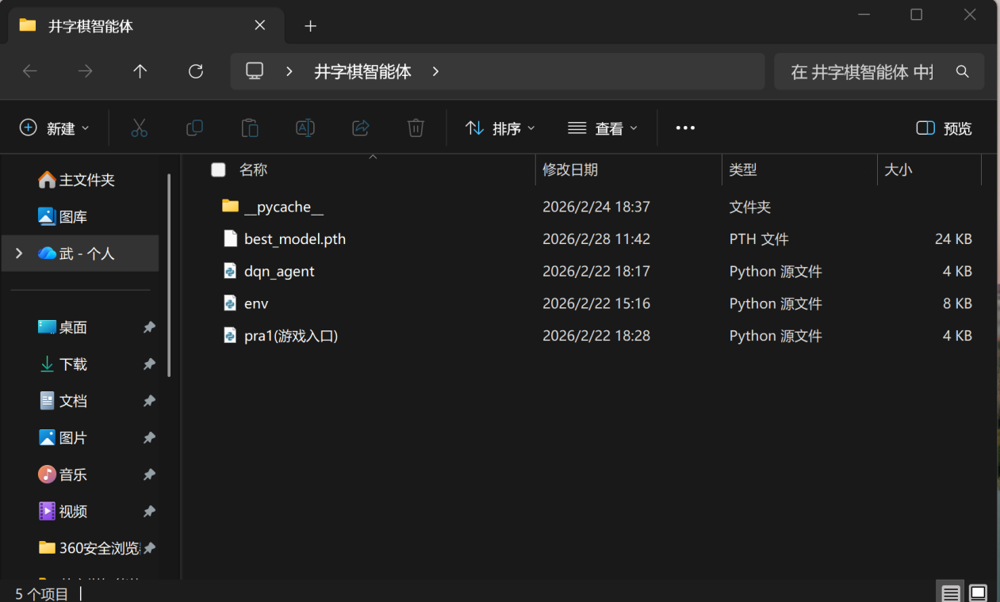 井字棋智能体
井字棋智能体
在 井字棋智能体 中
新建
排序
查看
预览
主文件夹
图库
武 - 个人
桌面
下载
文档
图片
音乐
视频
360安全浏览
名称 修改日期 类型 大小
__pycache__ 2026/2/24 18:37 文件夹
best_model.pth 2026/2/28 11:42 PTH 文件 24 KB
dqn_agent 2026/2/22 18:17 Python 源文件 4 KB
env 2026/2/22 15:16 Python 源文件 8 KB
pra1(游戏入口) 2026/2/22 18:28 Python 源文件 4 KB
5 个项目